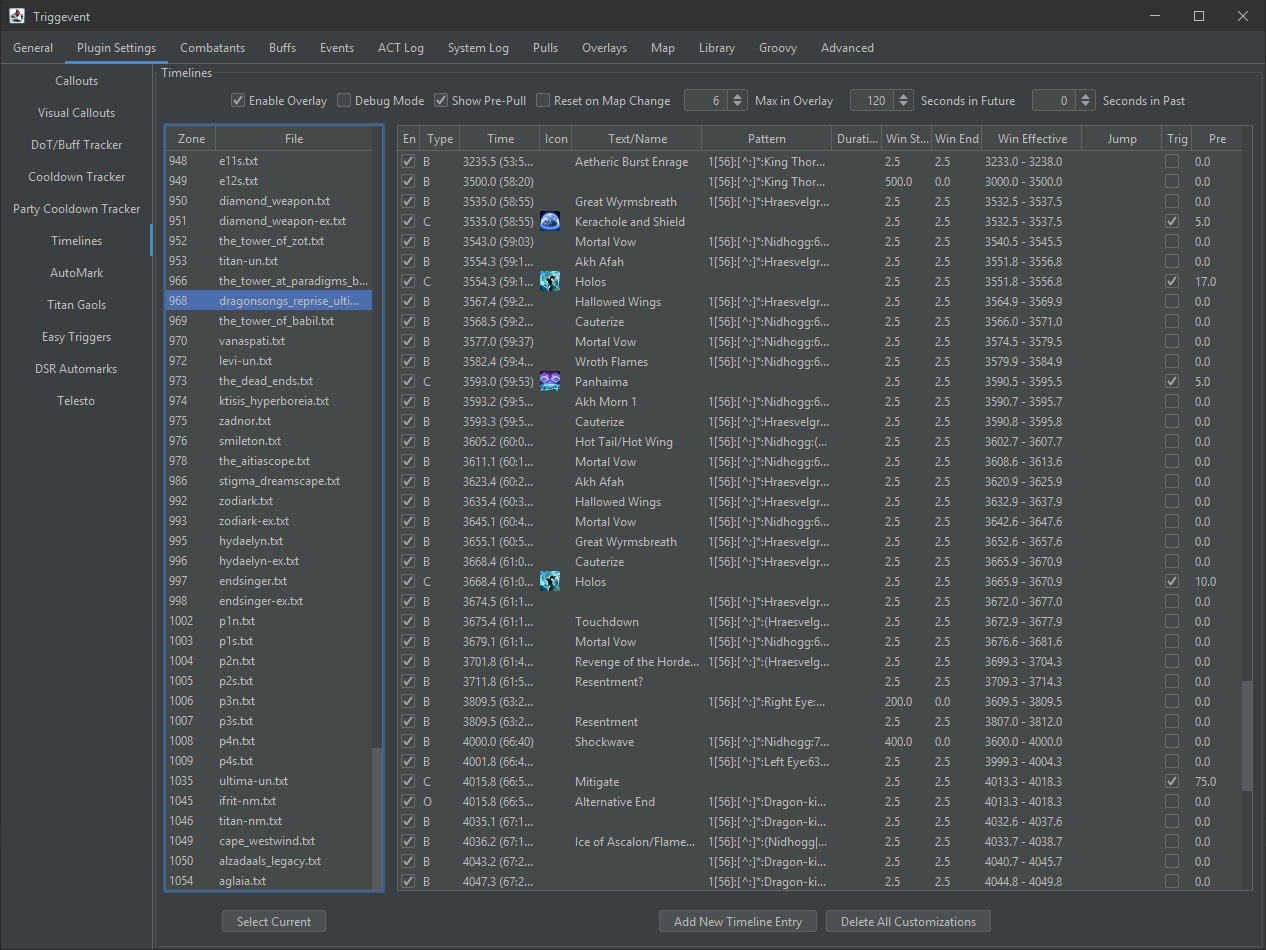 Triggevent
General Plugin Settings Combatants Buffs Events ACT Log System Log Pulls Overlays Map Library Groovy Advanced
Callouts
Visual Callouts
DoT/Buff Tracker
Cooldown Tracker
Party Cooldown Tracker
Timelines
AutoMark
Titan Gaols
Easy Triggers
DSR Automarks
Telesto
Timelines
Enable Overlay Debug Mode Show Pre-Pull Reset on Map Change 6 Max in Overlay 120 Seconds in Future 0 Seconds in Past
Zone File
948 e11s.txt
949 e12s.txt
950 diamond_weapon.txt
951 diamond_weapon-ex.txt
952 the_tower_of_zot.txt
953 titan-un.txt
966 the_tower_at_paradigms_b...
968 dragonsongs_reprise_ulti...
969 the_tower_of_babil.txt
970 vanaspati.txt
972 levi-un.txt
973 the_dead_ends.txt
974 ktisis_hyperboreia.txt
975 zadnor.txt
976 smileton.txt
978 the_aitiascope.txt
986 stigma_dreamscape.txt
992 zodiark.txt
993 zodiark-ex.txt
995 hydaelyn.txt
996 hydaelyn-ex.txt
997 endsinger.txt
998 endsinger-ex.txt
1002 p1n.txt
1003 p1s.txt
1004 p2n.txt
1005 p2s.txt
1006 p3n.txt
1007 p3s.txt
1008 p4n.txt
1009 p4s.txt
1035 ultima-un.txt
1045 ifrit-nm.txt
1046 titan-nm.txt
1049 cape_westwind.txt
1050 alzadaals_legacy.txt
1054 aglaia.txt
Select Current
En Type Time Icon Text/Name Pattern Durati... Win St... Win End Win Effective Jump Trig Pre
B 3235.5 (53:5... Aetheric Burst Enrage 1[56]:[^:]*:King Thor... 2.5 2.5 3233.0 - 3238.0 0.0
B 3500.0 (58:20) 1[56]:[^:]*:King Thor... 500.0 0.0 3000.0 - 3500.0 0.0
B 3535.0 (58:55) Great Wyrmsbreath 1[56]:[^:]*:Hraesvelgr... 2.5 2.5 3532.5 - 3537.5 0.0
C 3535.0 (58:55) Kerachole and Shield 2.5 2.5 3532.5 - 3537.5 5.0
B 3543.0 (59:03) Mortal Vow 1[56]:[^:]*:Nidhogg:6... 2.5 2.5 3540.5 - 3545.5 0.0
B 3554.3 (59:1... Akh Afah 1[56]:[^:]*:Hraesvelgr... 2.5 2.5 3551.8 - 3556.8 0.0
C 3554.3 (59:1... Holos 2.5 2.5 3551.8 - 3556.8 17.0
B 3567.4 (59:2... Hallowed Wings 1[56]:[^:]*:Hraesvelgr... 2.5 2.5 3564.9 - 3569.9 0.0
B 3568.5 (59:2... Cauterize 1[56]:[^:]*:Nidhogg:6... 2.5 2.5 3566.0 - 3571.0 0.0
B 3577.0 (59:37) Mortal Vow 1[56]:[^:]*:Nidhogg:6... 2.5 2.5 3574.5 - 3579.5 0.0
B 3582.4 (59:4... Wroth Flames 1[56]:[^:]*:Nidhogg:6... 2.5 2.5 3579.9 - 3584.9 0.0
C 3593.0 (59:53) Panhaima 2.5 2.5 3590.5 - 3595.5 5.0
B 3593.2 (59:5... Akh Morn 1 1[56]:[^:]*:Nidhogg:6... 2.5 2.5 3590.7 - 3595.7 0.0
B 3593.3 (59:5... Cauterize 1[56]:[^:]*:Hraesvelgr... 2.5 2.5 3590.8 - 3595.8 0.0
B 3605.2 (60:0... Hot Tail/Hot Wing 1[56]:[^:]*:Nidhogg:(... 2.5 2.5 3602.7 - 3607.7 0.0
B 3611.1 (60:1... Mortal Vow 1[56]:[^:]*:Nidhogg:6... 2.5 2.5 3608.6 - 3613.6 0.0
B 3623.4 (60:2... Akh Afah 1[56]:[^:]*:Hraesvelgr... 2.5 2.5 3620.9 - 3625.9 0.0
B 3635.4 (60:3... Hallowed Wings 1[56]:[^:]*:Hraesvelgr... 2.5 2.5 3632.9 - 3637.9 0.0
B 3645.1 (60:4... Mortal Vow 1[56]:[^:]*:Nidhogg:6... 2.5 2.5 3642.6 - 3647.6 0.0
B 3655.1 (60:5... Great Wyrmsbreath 1[56]:[^:]*:Hraesvelgr... 2.5 2.5 3652.6 - 3657.6 0.0
B 3668.4 (61:0... Cauterize 1[56]:[^:]*:Hraesvelgr... 2.5 2.5 3665.9 - 3670.9 0.0
C 3668.4 (61:0... Holos 2.5 2.5 3665.9 - 3670.9 10.0
B 3674.5 (61:1... 1[56]:[^:]*:Hraesvelgr... 2.5 2.5 3672.0 - 3677.0 0.0
B 3675.4 (61:1... Touchdown 1[56]:[^:]*:(Hraesvelg... 2.5 2.5 3672.9 - 3677.9 0.0
B 3679.1 (61:1... Mortal Vow 1[56]:[^:]*:Nidhogg:6... 2.5 2.5 3676.6 - 3681.6 0.0
B 3701.8 (61:4... Revenge of the Horde... 1[56]:[^:]*:(Hraesvelg... 2.5 2.5 3699.3 - 3704.3 0.0
B 3711.8 (61:5... Resentment? 2.5 2.5 3709.3 - 3714.3 0.0
B 3809.5 (63:2... 1[56]:[^:]*:Right Eye:... 200.0 0.0 3609.5 - 3809.5 0.0
B 3809.5 (63:2... Resentment 2.5 2.5 3807.0 - 3812.0 0.0
B 4000.0 (66:40) Shockwave 1[56]:[^:]*:Nidhogg:7... 400.0 0.0 3600.0 - 4000.0 0.0
B 4001.8 (66:4... 1[56]:[^:]*:Left Eye:63... 2.5 2.5 3999.3 - 4004.3 0.0
C 4015.8 (66:5... Mitigate 2.5 2.5 4013.3 - 4018.3 75.0
O 4015.8 (66:5... Alternative End 1[56]:[^:]*:Dragon-ki... 2.5 2.5 4013.3 - 4018.3 0.0
B 4035.1 (67:1... 1[56]:[^:]*:Dragon-ki... 2.5 2.5 4032.6 - 4037.6 0.0
B 4036.2 (67:1... Ice of Ascalon/Flame... 1[56]:[^:]*:(Nidhogg|... 2.5 2.5 4033.7 - 4038.7 0.0
B 4043.2 (67:2... 1[56]:[^:]*:Dragon-ki... 2.5 2.5 4040.7 - 4045.7 0.0
B 4047.3 (67:2... 1[56]:[^:]*:Dragon-ki... 2.5 2.5 4044.8 - 4049.8 0.0
Add New Timeline Entry Delete All Customizations